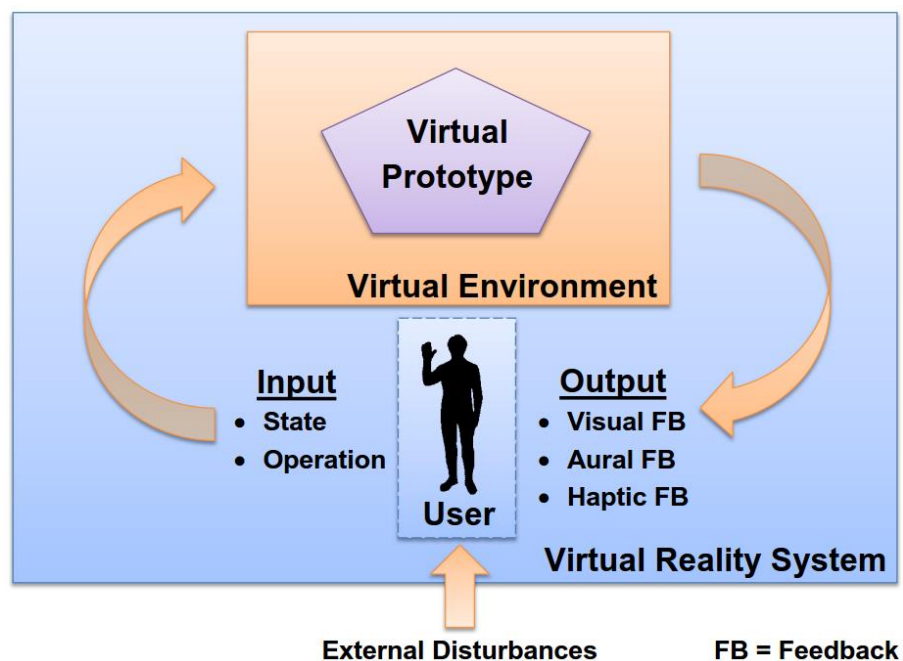 Virtual
Prototype
Virtual Environment
Input
• State
• Operation
User
Output
• Visual FB
• Aural FB
• Haptic FB
Virtual Reality System
External Disturbances
FB = Feedback